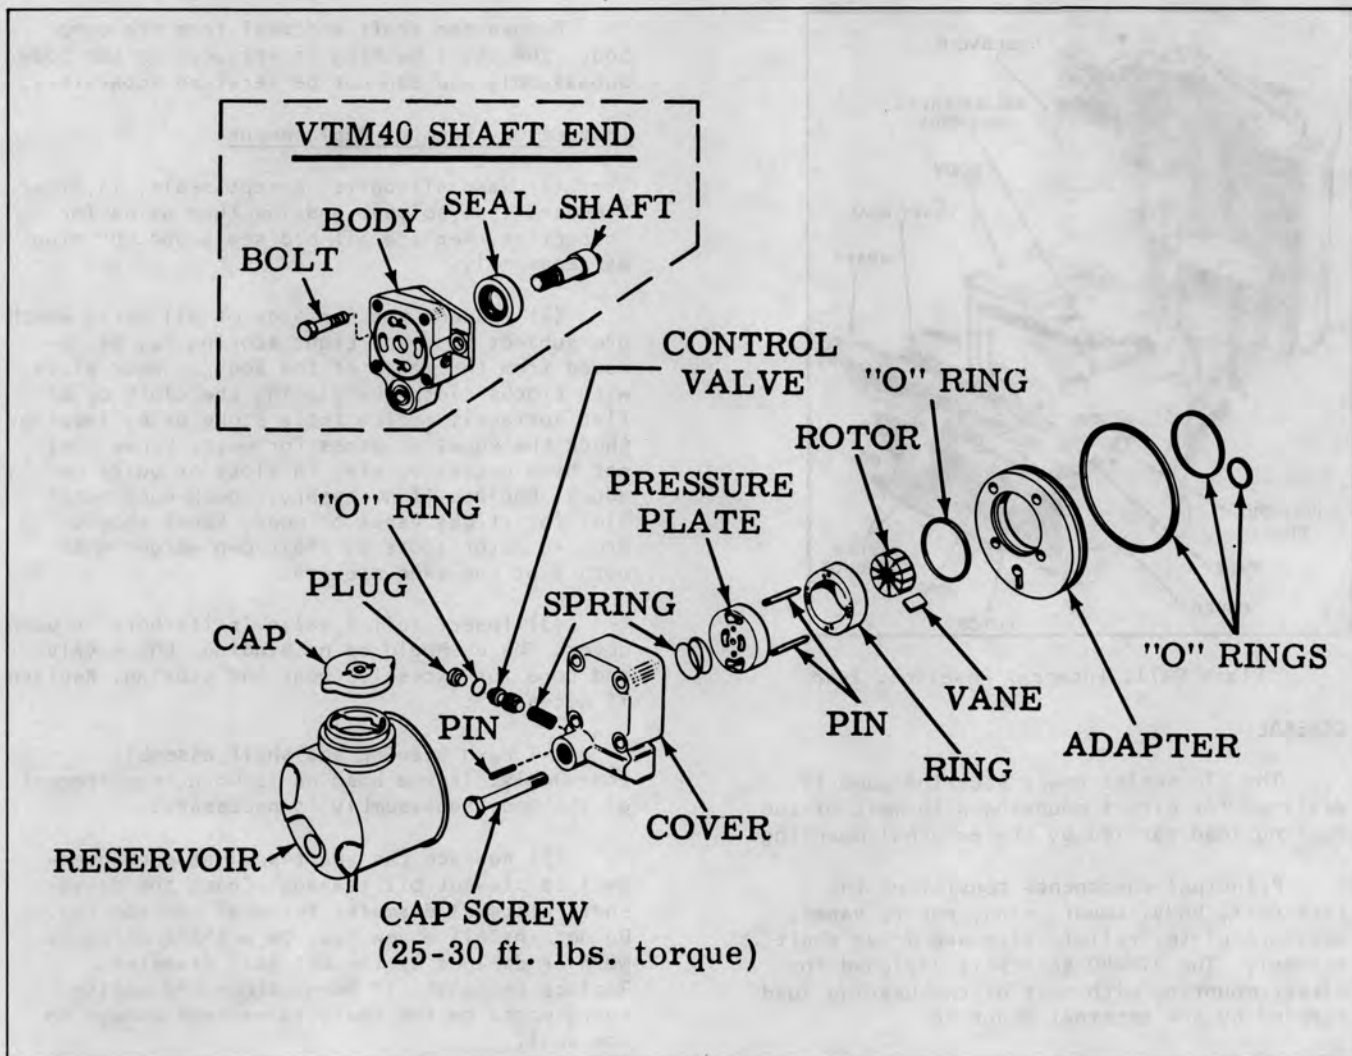 VTM40 SHAFT END
SEAL SHAFT
BODY
BOLT
CONTROL
VALVE
"O" RING
ROTOR
PRESSURE
PLATE
"O" RING
PLUG
SPRING
CAP
"O" RINGS
VANE
PIN
PIN
ADAPTER
RING
COVER
RESERVOIR
CAP SCREW
(25-30 ft. lbs. torque)